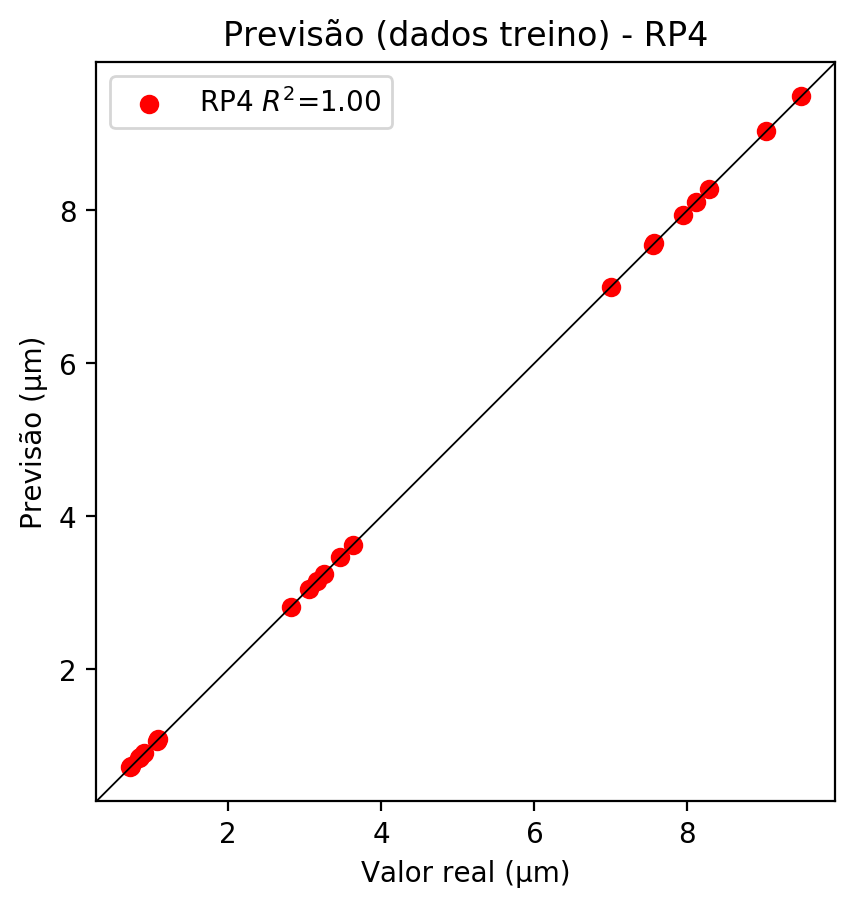 Previsão (dados treino) - RP4
RP4 R²=1.00
8
6
4
2
Previsão (μm)
2 4 6 8
Valor real (μm)